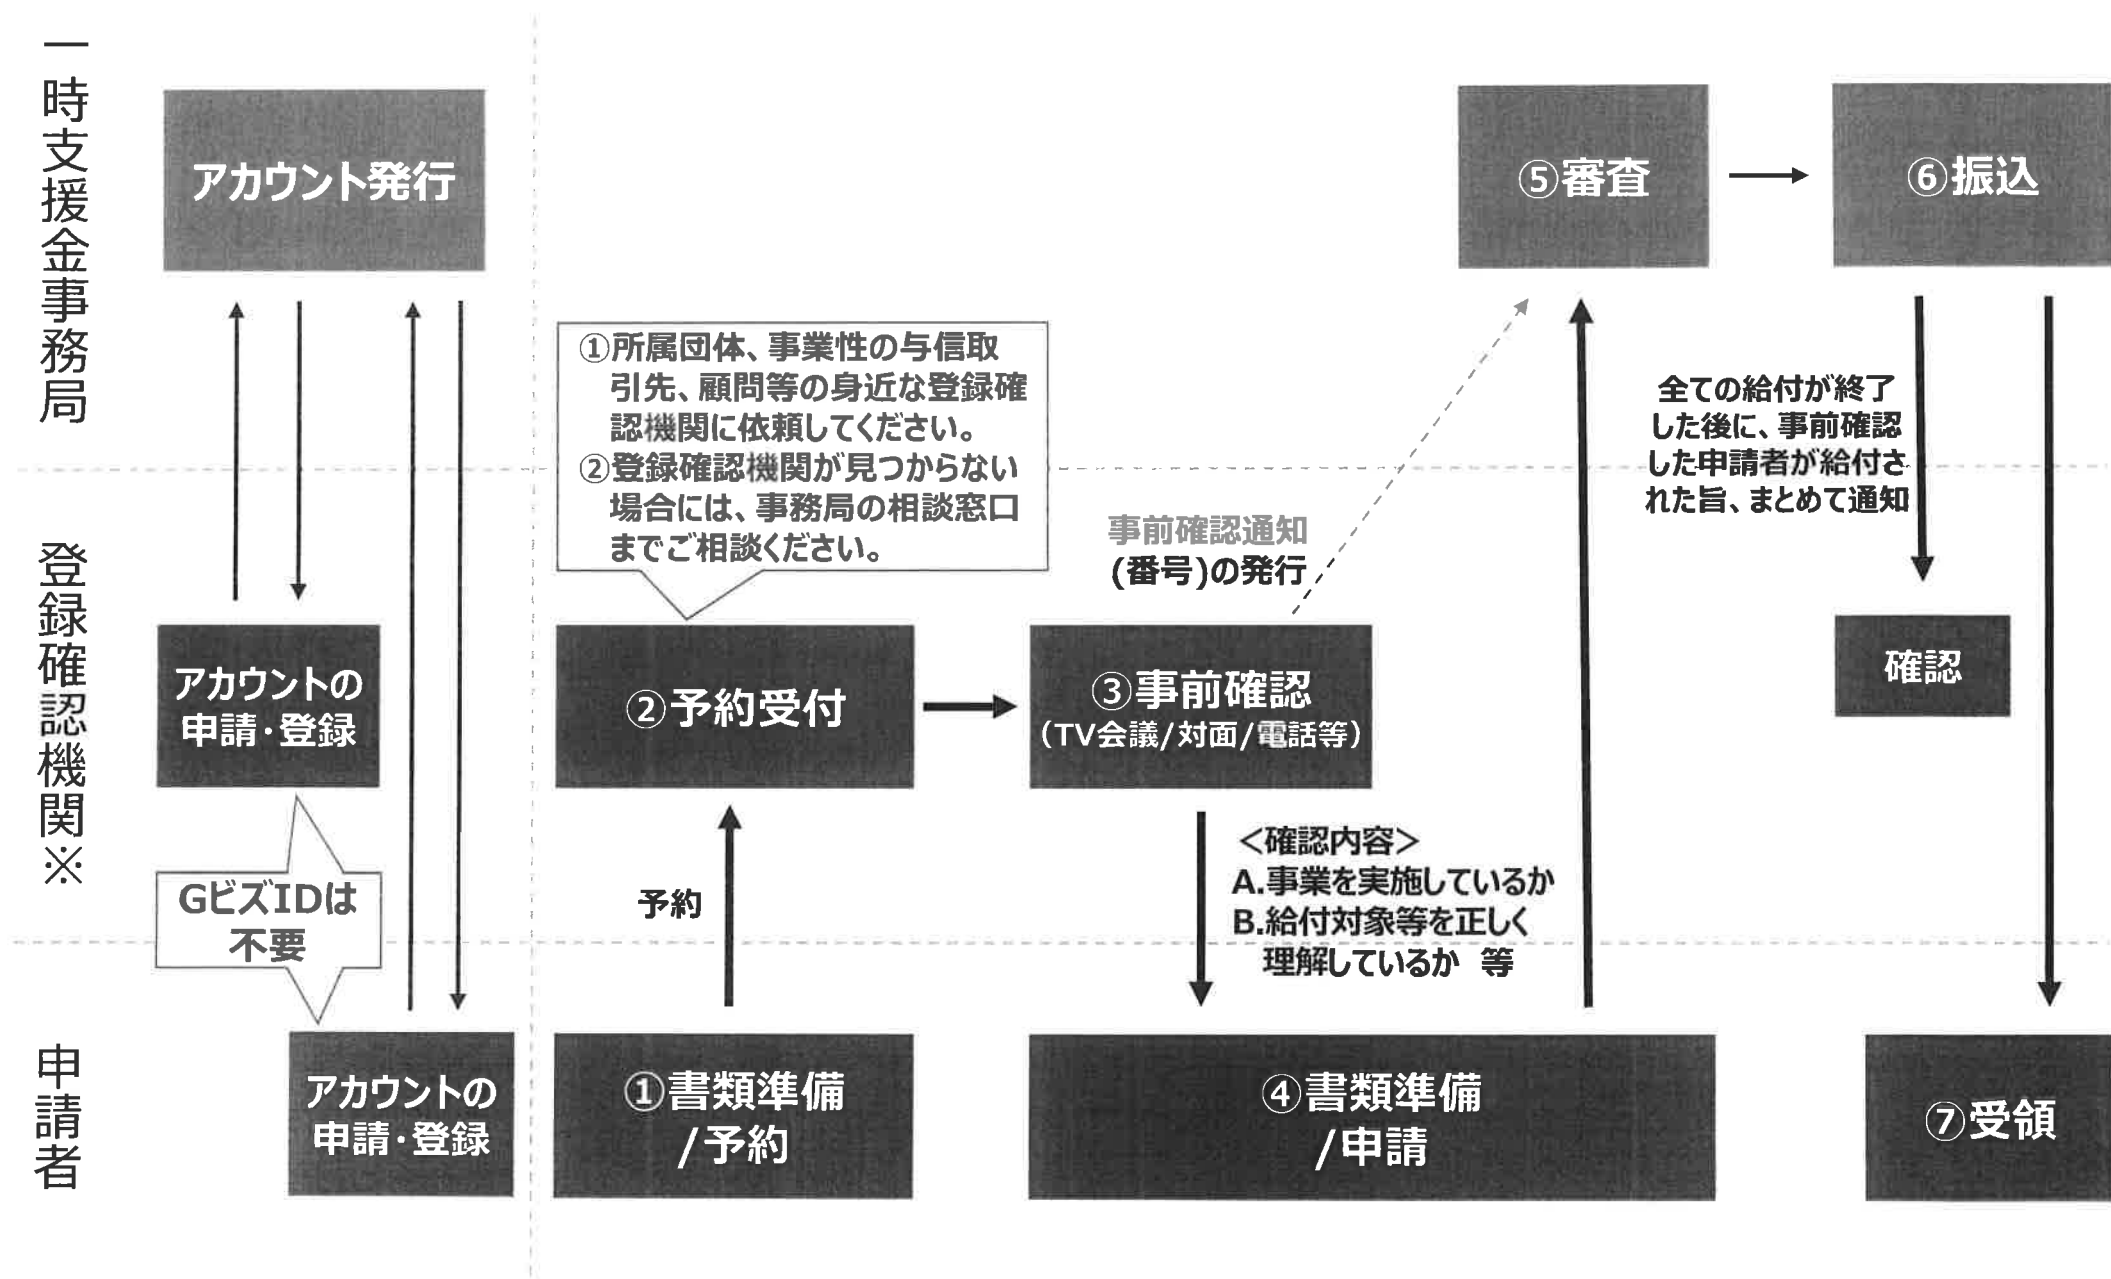 一時支援金事務局
アカウント発行
⑤審査
⑥振込
①所属団体、事業性の与信取
引先、顧問等の身近な登録確
認機関に依頼してください。
②登録確認機関が見つからない
場合には、事務局の相談窓口
までご相談ください。
全ての給付が終了
した後に、事前確認
した申請者が給付さ
れた旨、まとめて通知
事前確認通知
(番号)の発行
登録確認機関※
アカウントの
申請・登録
②予約受付
③事前確認
（TV会議/対面/電話等）
確認
GビズIDは
不要
予約
＜確認内容＞
A.事業を実施しているか
B.給付対象等を正しく
理解しているか 等
申請者
アカウントの
申請・登録
①書類準備
/予約
④書類準備
/申請
⑦受領